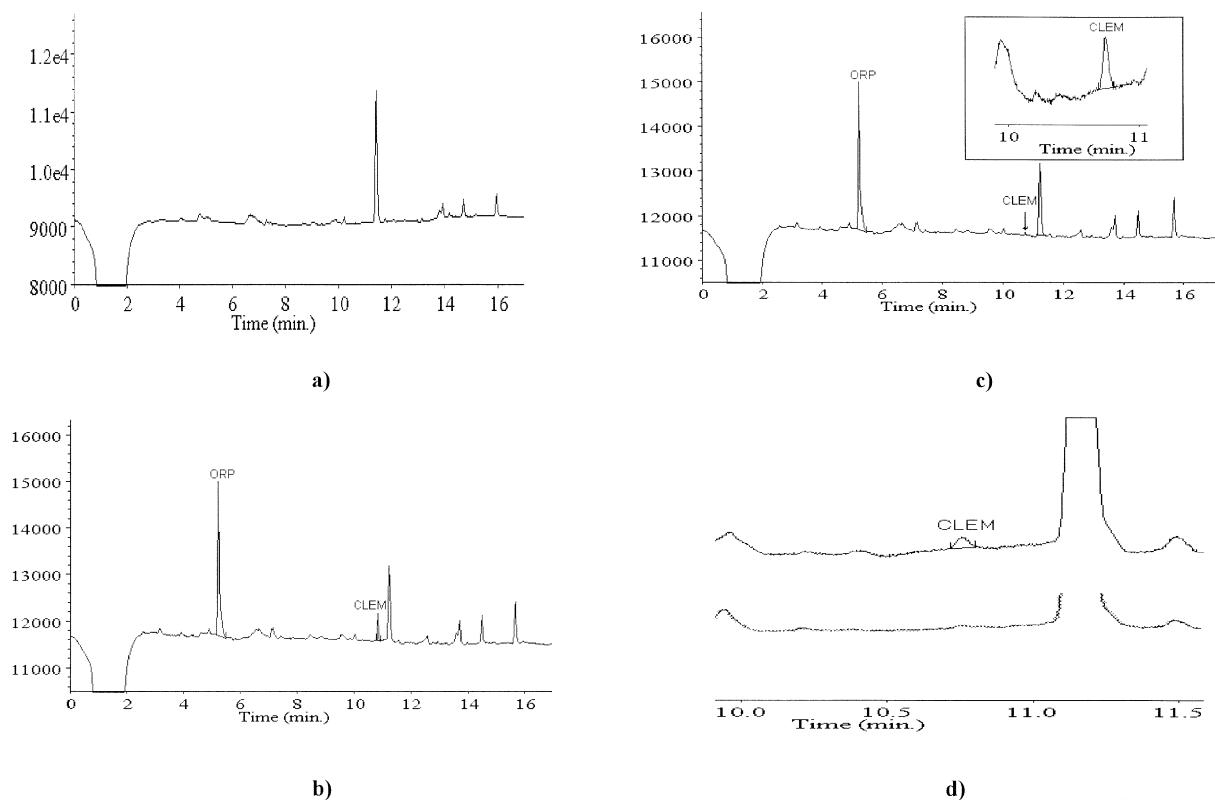 1.2e4
1.1e4
1.0e4
9000
8000
0 2 4 6 8 10 12 14 16
Time (min.)
a)
16000
15000
14000
13000
12000
11000
ORP
CLEM
0 2 4 6 8 10 12 14 16
Time (min.)
CLEM
10 11
Time (min.)
c)
16000
15000
14000
13000
12000
11000
ORP
CLEM
0 2 4 6 8 10 12 14 16
Time (min.)
b)
CLEM
10.0 10.5 11.0 11.5
Time (min.)
d)